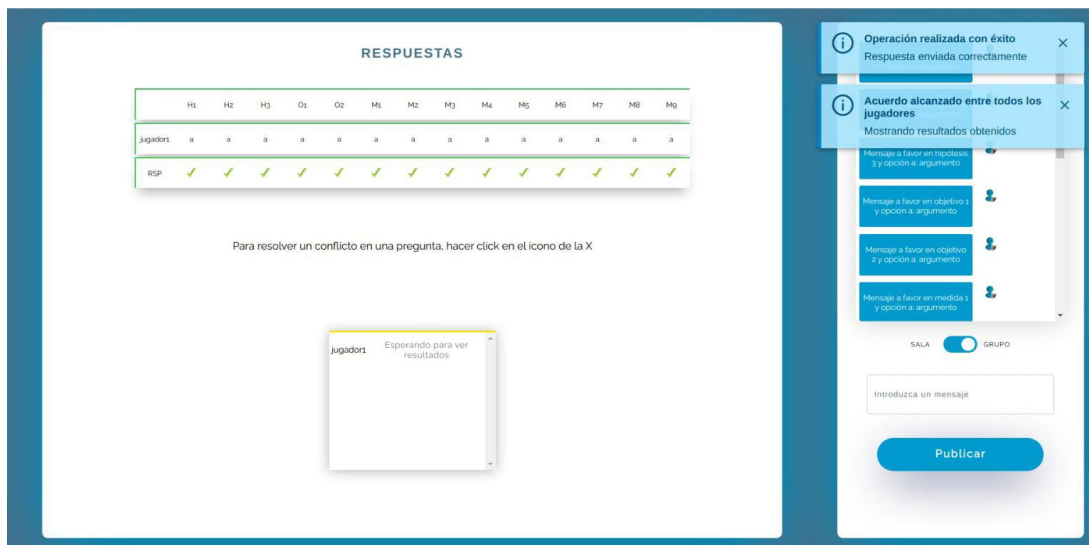 RESPUESTAS
H1 H2 H3 O1 O2 M1 M2 M3 M4 M5 M6 M7 M8 M9
jugador1 a a a a a a a a a a a a a a
RSP
Para resolver un conflicto en una pregunta, hacer click en el icono de la X
jugador1 Esperando para ver
resultados
Operación realizada con éxito
Respuesta enviada correctamente
Acuerdo alcanzado entre todos los
jugadores
Mostrando resultados obtenidos
Mensaje a favor en hipótesis
3 y opción a: argumento
Mensaje a favor en objetivo 1
y opción a: argumento
Mensaje a favor en objetivo
2 y opción a: argumento
Mensaje a favor en medida 1
y opción a: argumento
SALA GRUPO
Introduzca un mensaje
Publicar